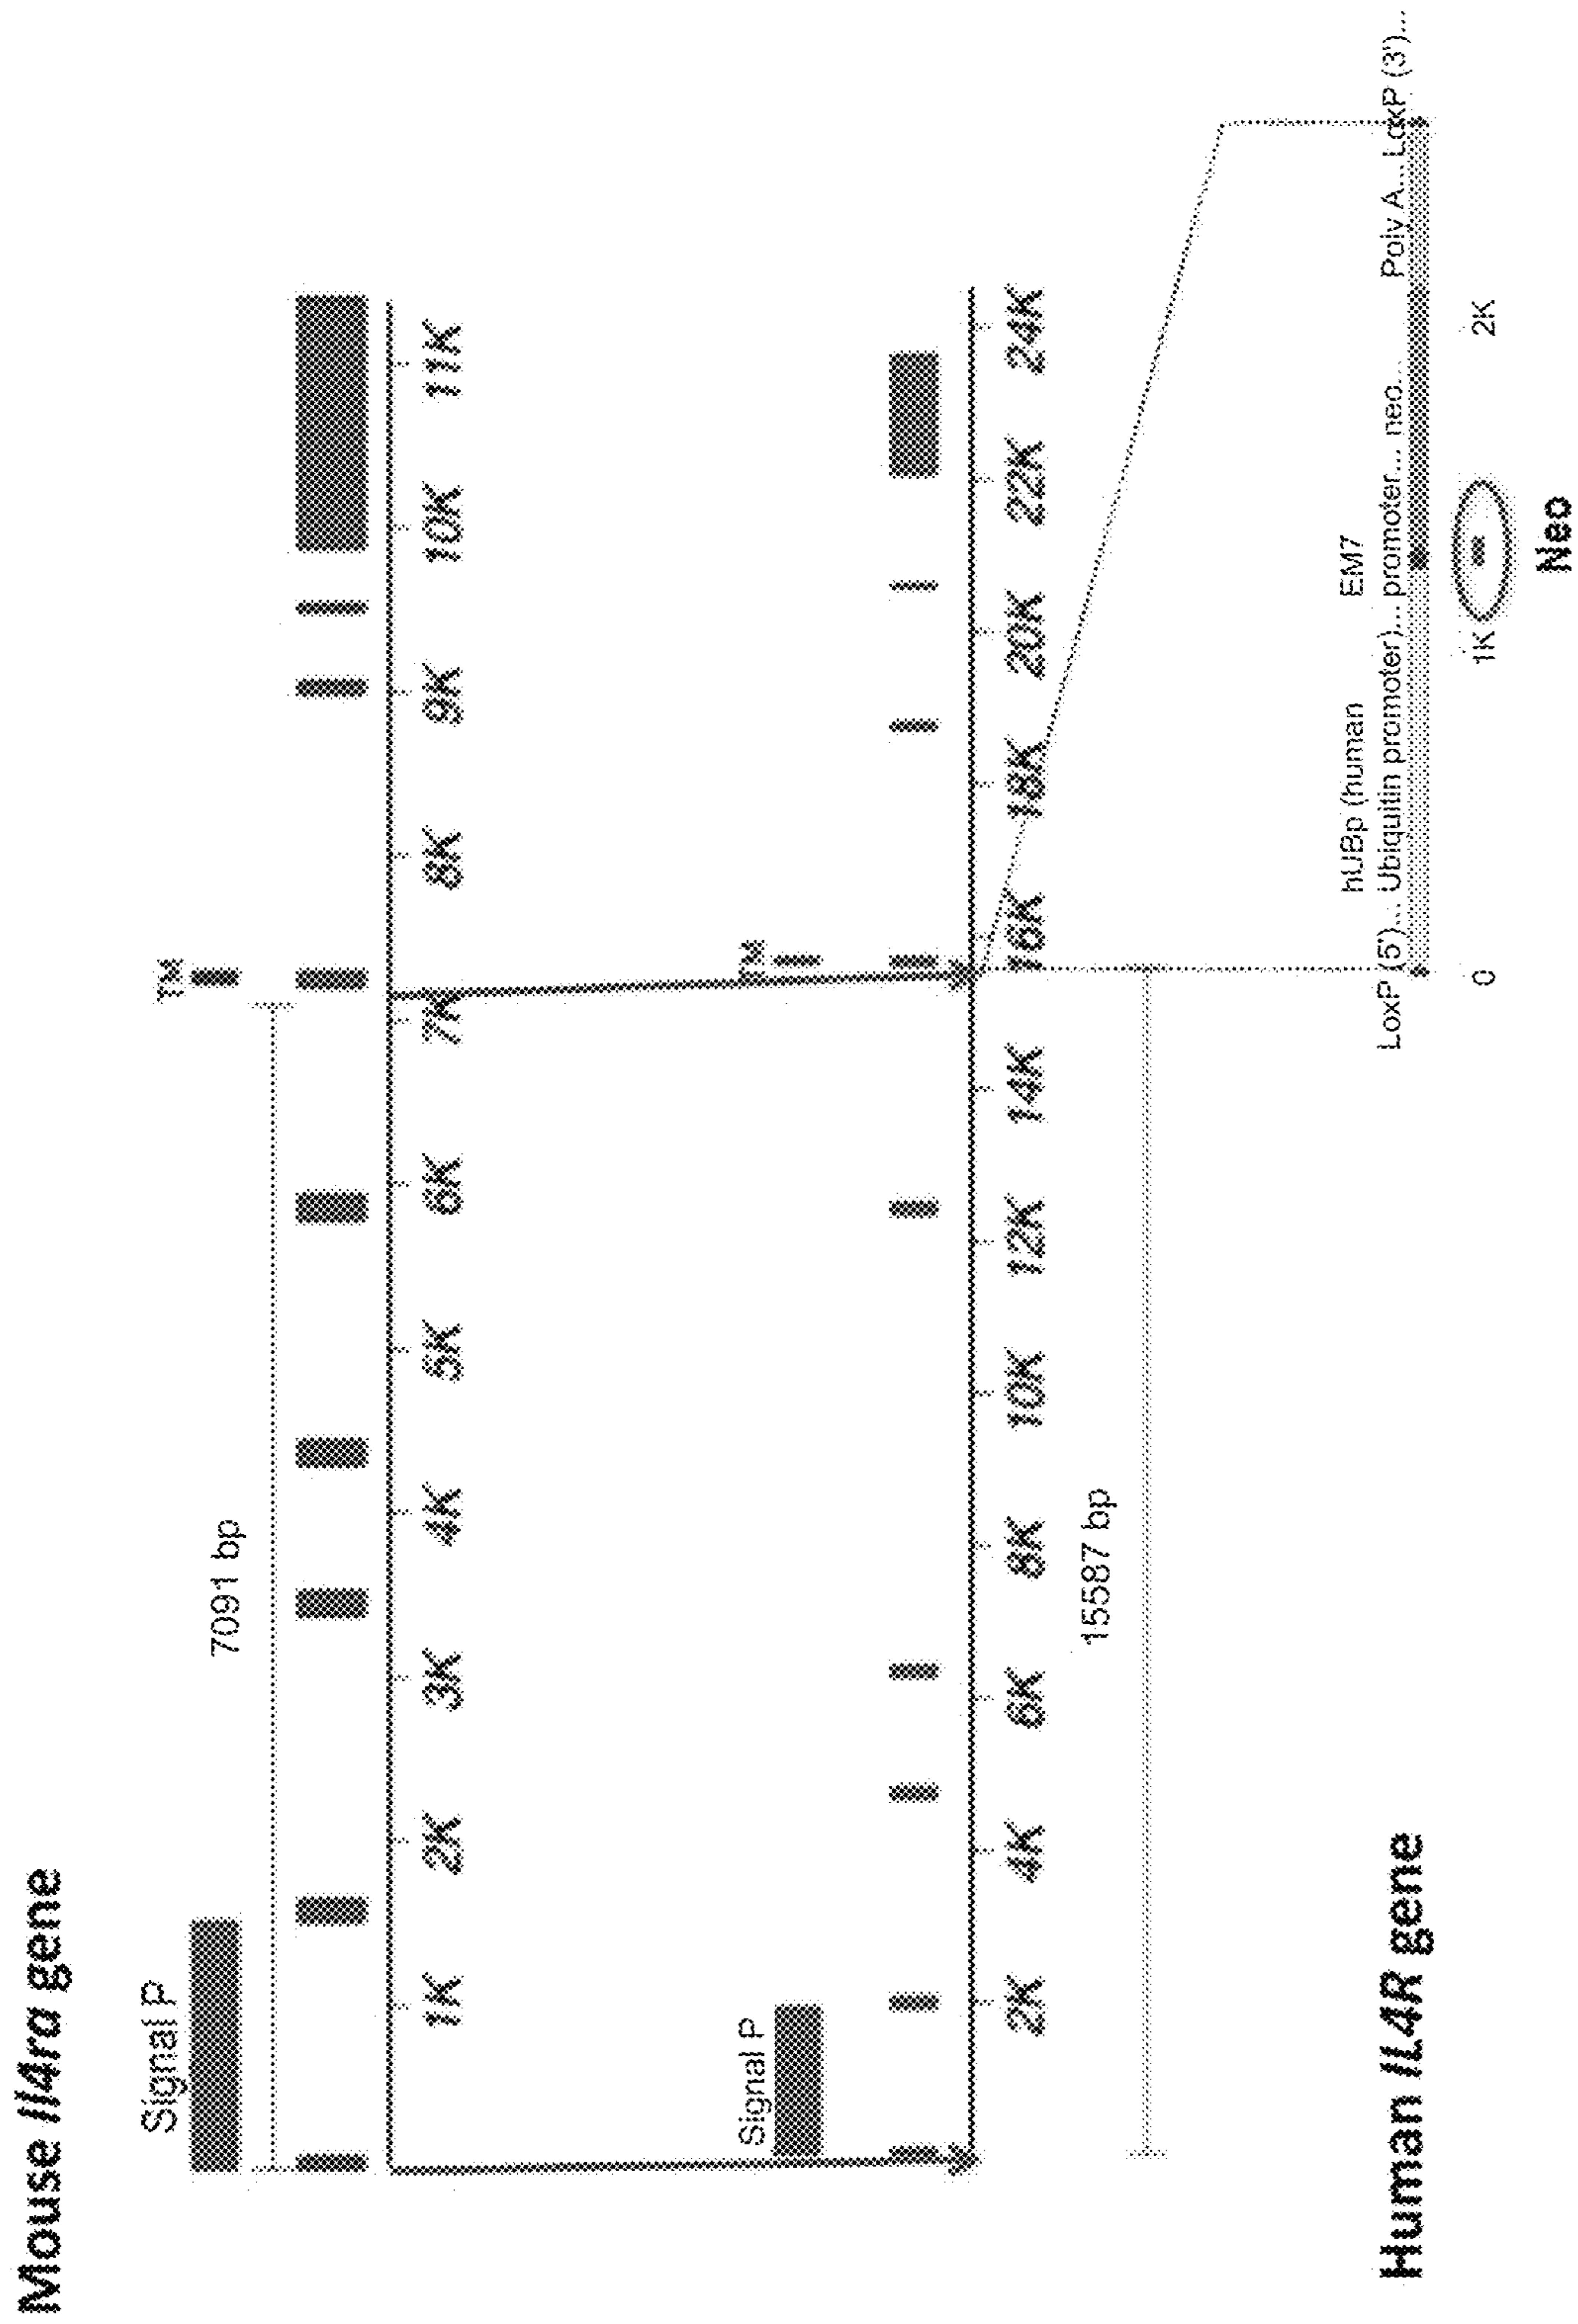 Mouse Il4ra gene
Signal P
TM
7091 bp
1K 2K 3K 4K 5K 6K 7K 8K 9K 10K 11K
Signal P
TM
2K 4K 6K 8K 10K 12K 14K 16K 18K 20K 22K 24K
15587 bp
hUBp (human EM7
LoxP (5')... Ubiquitin promoter)... promoter... neo... Poly A... LoxP (3')...
Human IL4R gene
0 1K 2K
Neo